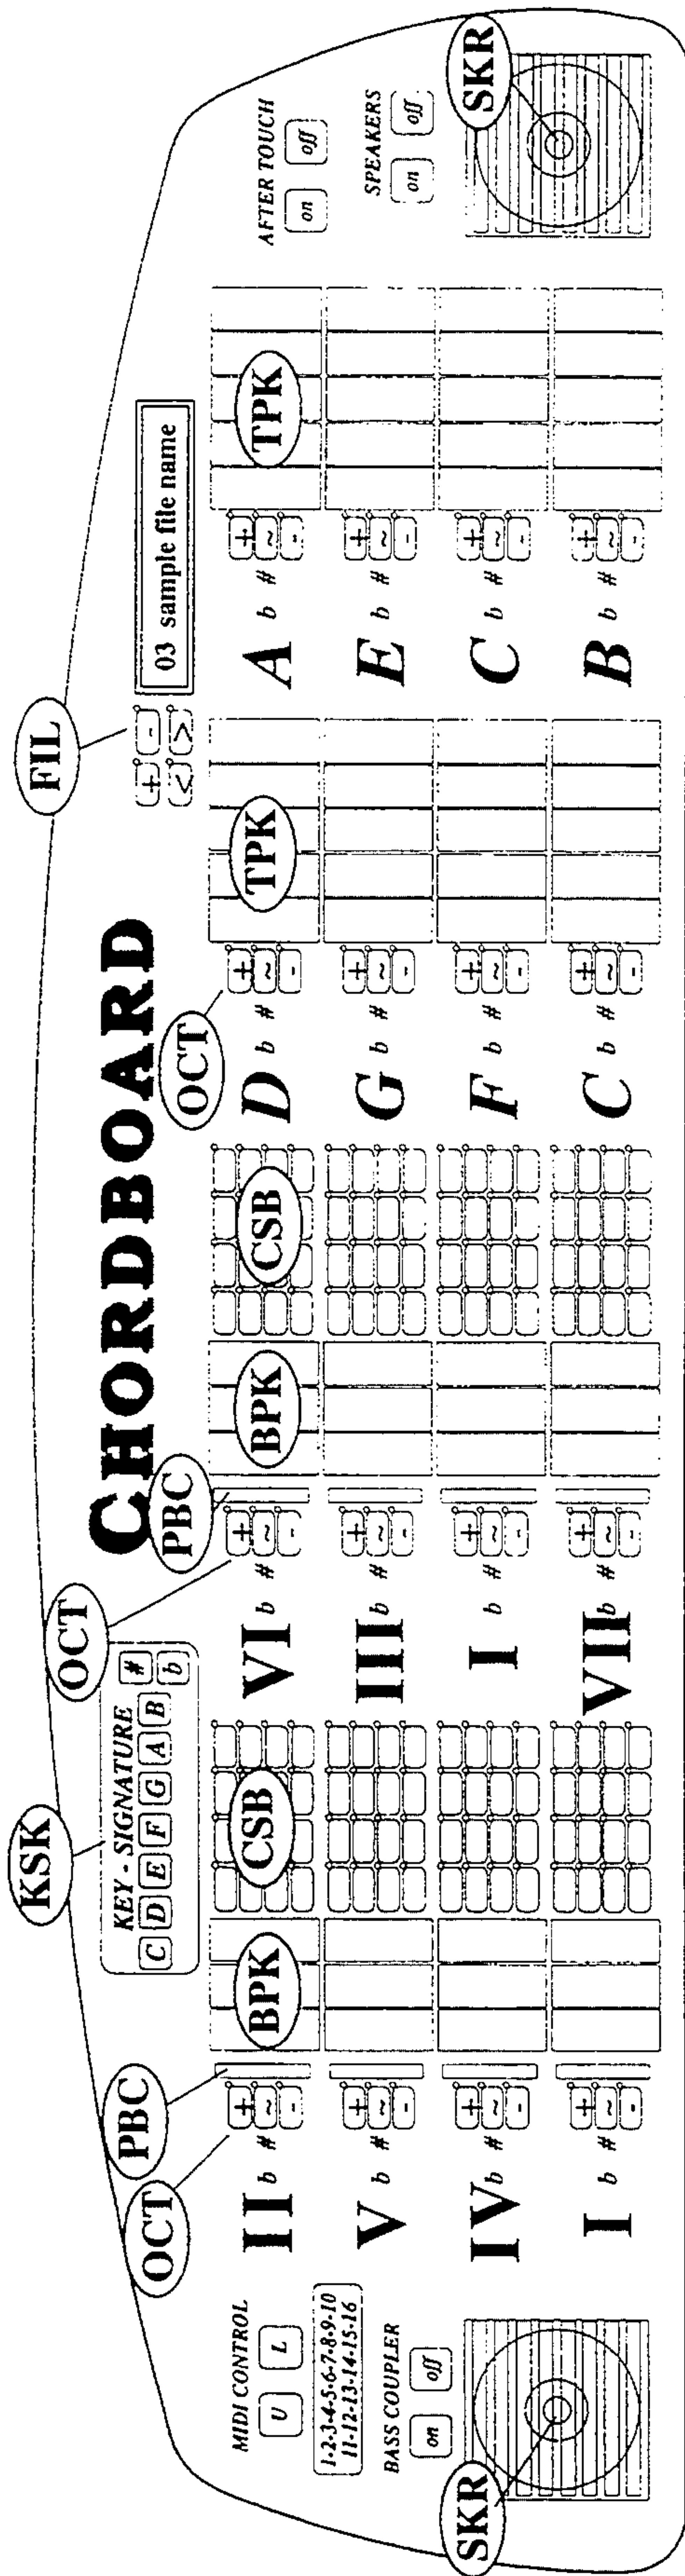 FIL
KSK
OCT
PBC
OCT
CHORDBOARD
PBC
OCT
SKR
MIDI CONTROL
U L
1-2-3-4-5-6-7-8-9-10
11-12-13-14-15-16
BASS COUPLER
on off
SKR
KEY - SIGNATURE
C D E F G A B # b
+ -
< >
03 sample file name
AFTER TOUCH
on off
SPEAKERS
on off
II b # + ~ - BPK CSB VI b # + ~ - BPK CSB D b # + ~ - TPK A b # + ~ - TPK
V b # + ~ - III b # + ~ - G b # + ~ - E b # + ~ -
IV b # + ~ - I b # + ~ - F b # + ~ - C b # + ~ -
I b # + ~ - VII b # + ~ - C b # + ~ - B b # + ~ -